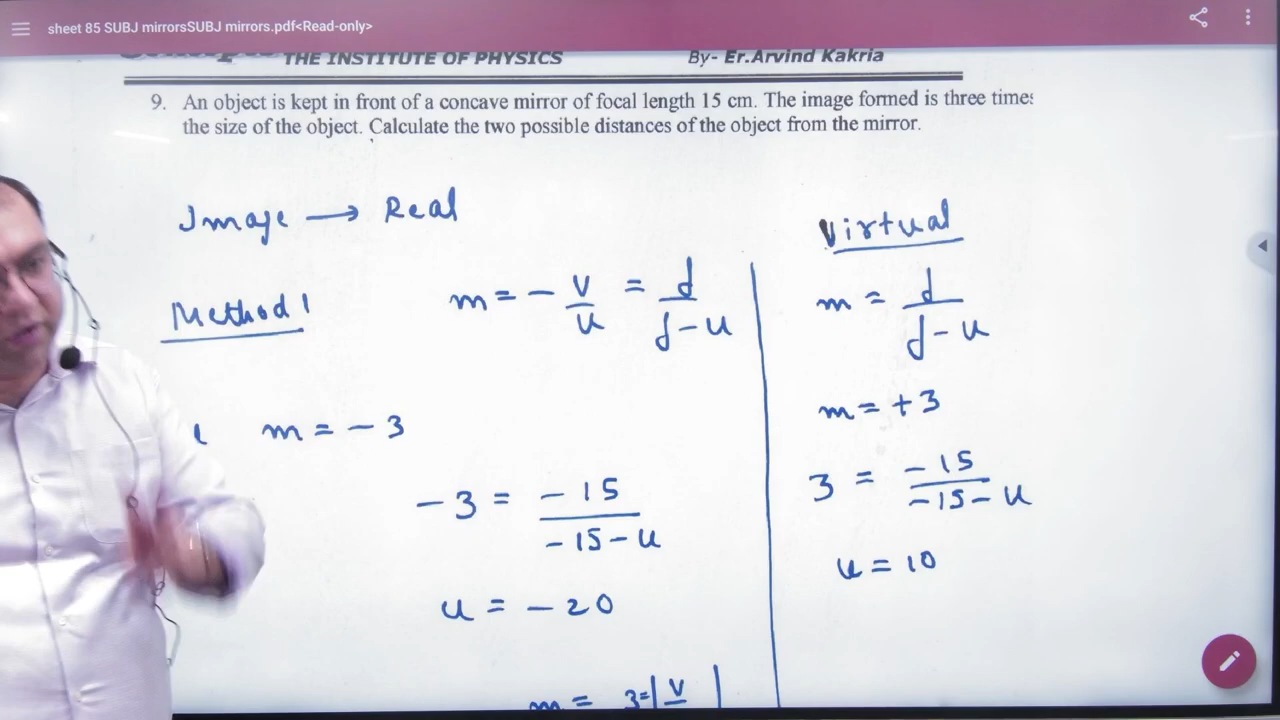 sheet 85 SUBJ mirrorsSUBJ mirrors.pdf<Read-only>
THE INSTITUTE OF PHYSICS By- Er.Arvind Kakria
9. An object is kept in front of a concave mirror of focal length 15 cm. The image formed is three times
the size of the object. Calculate the two possible distances of the object from the mirror.
Image → Real
Method 1
m = - v/u = f/f-u
m = -3
-3 = -15/-15-u
u = -20
m = 3=|v
Virtual
m = f/f-u
m = +3
3 = -15/-15-u
u = 10